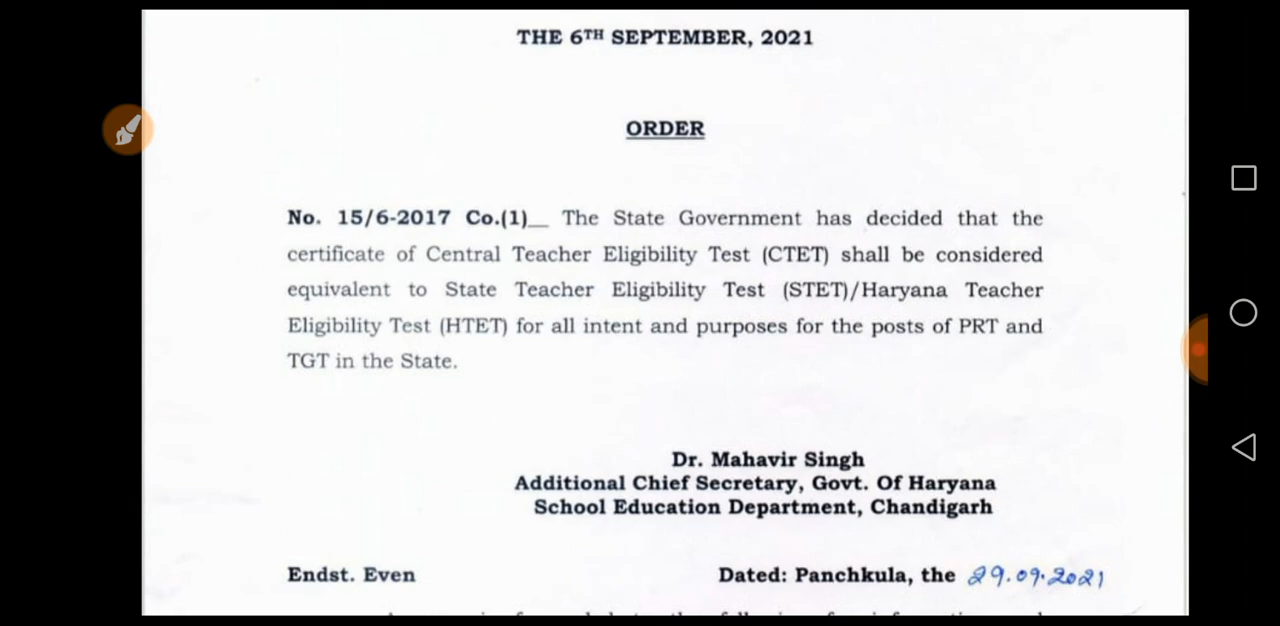 THE 6TH SEPTEMBER, 2021
ORDER
No. 15/6-2017 Co.(1)_ The State Government has decided that the
certificate of Central Teacher Eligibility Test (CTET) shall be considered
equivalent to State Teacher Eligibility Test (STET)/Haryana Teacher
Eligibility Test (HTET) for all intent and purposes for the posts of PRT and
TGT in the State.
Dr. Mahavir Singh
Additional Chief Secretary, Govt. Of Haryana
School Education Department, Chandigarh
Endst. Even Dated: Panchkula, the 29.09.2021